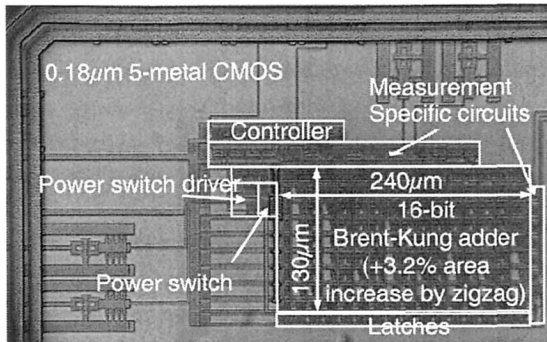 0.18μm 5-metal CMOS
Measurement
Specific circuits
Controller
Power switch driver
240μm
16-bit
Brent-Kung adder
(+3.2% area
increase by zigzag)
130μm
Power switch
Latches